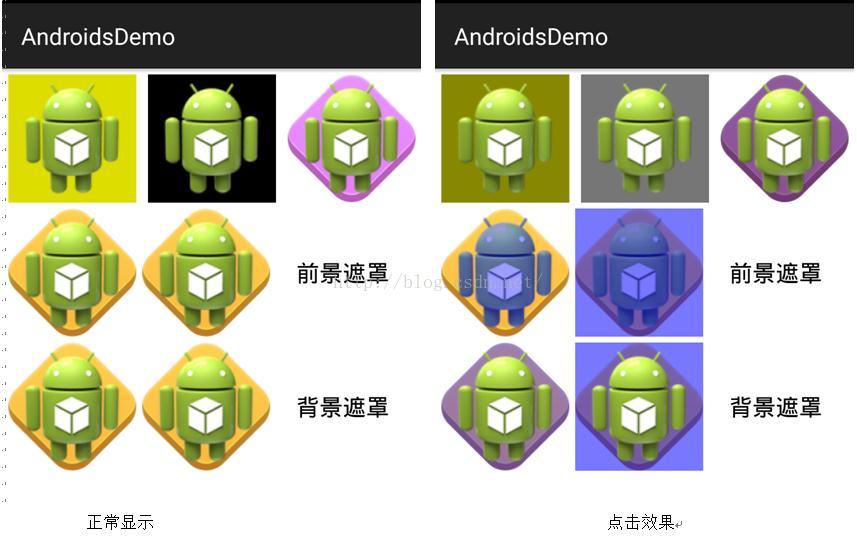 AndroidsDemo
AndroidsDemo
前景遮罩
前景遮罩
http://blog.csdn.net/
背景遮罩
背景遮罩
正常显示
点击效果